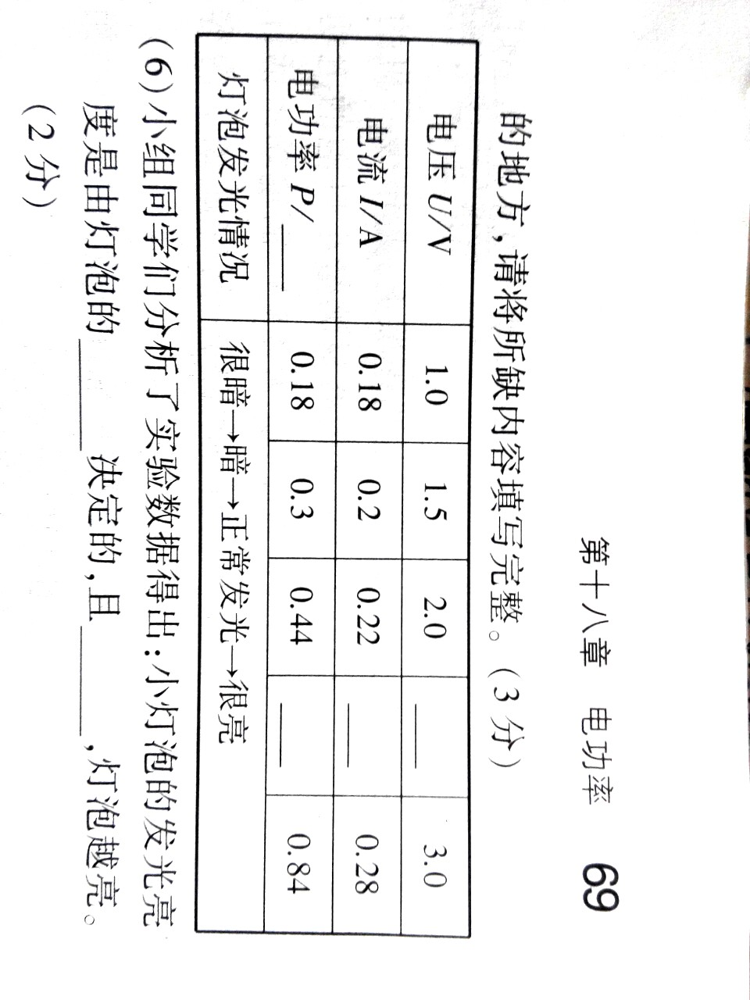 第十八章 电功率 69
的地方，请将所缺内容填写完整。(3分)
电压 U/V 1.0 1.5 2.0 ____ 3.0
电流 I/A 0.18 0.2 0.22 ____ 0.28
电功率 P/____ 0.18 0.3 0.44 ____ 0.84
灯泡发光情况 很暗→暗→正常发光→很亮
(6)小组同学们分析了实验数据得出：小灯泡的发光亮
度是由灯泡的______决定的，且______，灯泡越亮。
(2分)